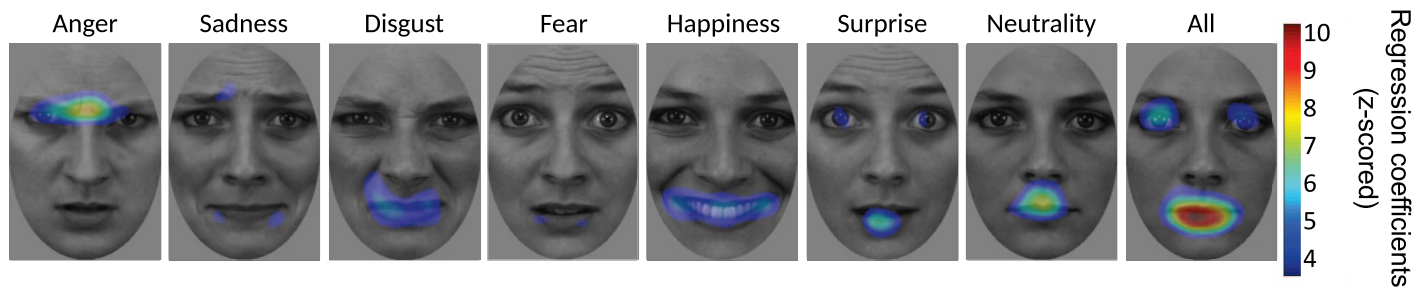 Anger
Sadness
Disgust
Fear
Happiness
Surprise
Neutrality
All
10
9
8
7
6
5
4
Regression coefficients
(z-scored)